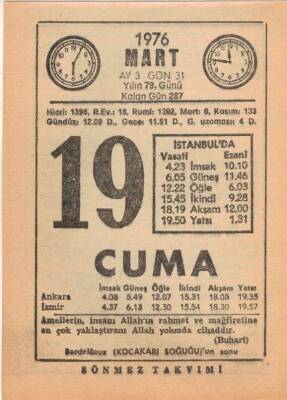 1976
MART
AY 3 GÜN 31
Yılın 79. Günü
Kalan Gün 287
Hicri: 1396, R.Ev.: 18, Rumi: 1392, Mart: 6, Kasım: 133
Gündüz: 12.09 D., Gece: 11.51 D., G. uzaması: 4 D.
19
İSTANBUL'DA
Vasati Ezanî
4.23 İmsak 10.10
6.05 Güneş 11.46
12.22 Öğle 6.03
15.45 İkindi 9.28
18.19 Akşam 12.00
19.50 Yatsı 1.31
CUMA
İmsak Güneş Öğle İkindi Akşam Yatsı
Ankara 4.08 5.49 12.07 15.31 18.05 19.35
İzmir 4.37 6.13 12.30 15.54 18.30 19.57
Amellerin, insanı Allah'ın rahmet ve mağfiretine
en çok yaklaştıranı Allah yolunda cihaddır.
(Buharî)
(KOCAKARI SOĞUĞU)'un sonu
SÖNMEZ TAKVİMİ